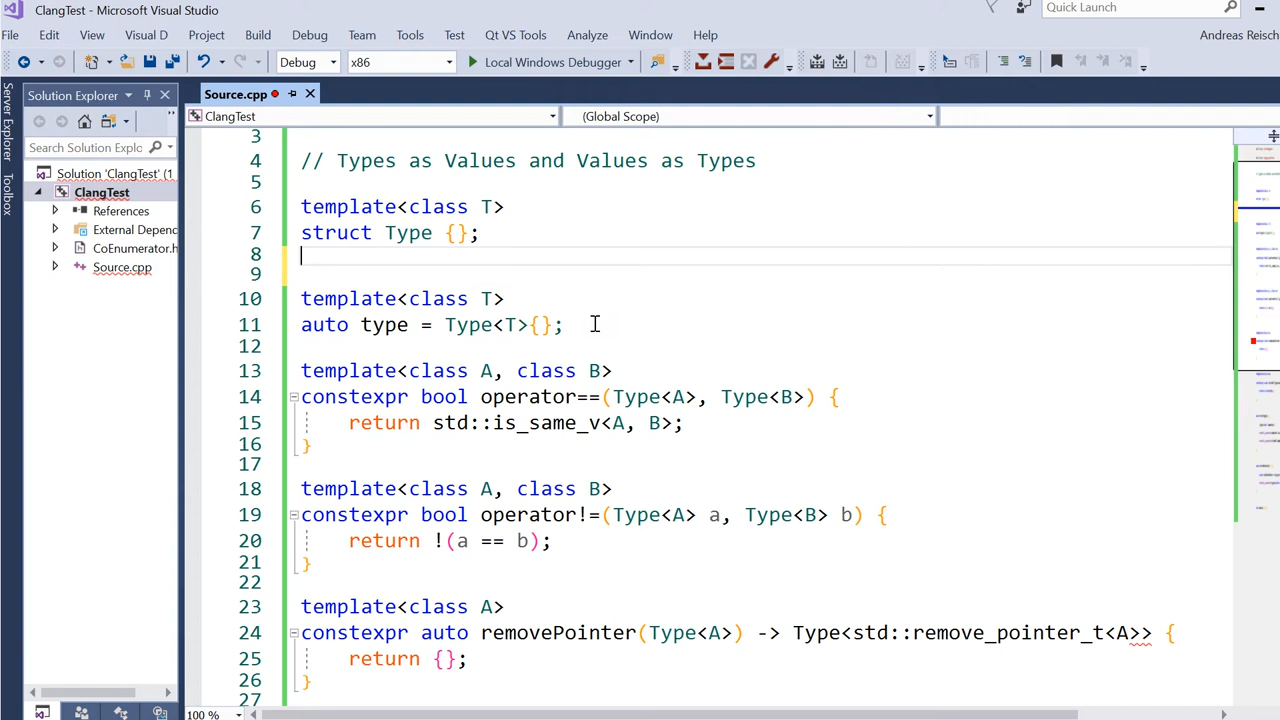 ClangTest - Microsoft Visual Studio
Quick Launch
File Edit View Visual D Project Build Debug Team Tools Test Qt VS Tools Analyze Window Help
Andreas Reisch
Debug x86 Local Windows Debugger
Server Explorer
Toolbox
Solution Explorer
Source.cpp
ClangTest
(Global Scope)
Search Solution Explo
Solution 'ClangTest' (1
ClangTest
References
External Depenc
CoEnumerator.h
Source.cpp
3
4 // Types as Values and Values as Types
5
6 template<class T>
7 struct Type {};
8
9
10 template<class T>
11 auto type = Type<T>{};
12
13 template<class A, class B>
14 constexpr bool operator==(Type<A>, Type<B>) {
15 return std::is_same_v<A, B>;
16 }
17
18 template<class A, class B>
19 constexpr bool operator!=(Type<A> a, Type<B> b) {
20 return !(a == b);
21 }
22
23 template<class A>
24 constexpr auto removePointer(Type<A>) -> Type<std::remove_pointer_t<A>> {
25 return {};
26 }
27
100 %